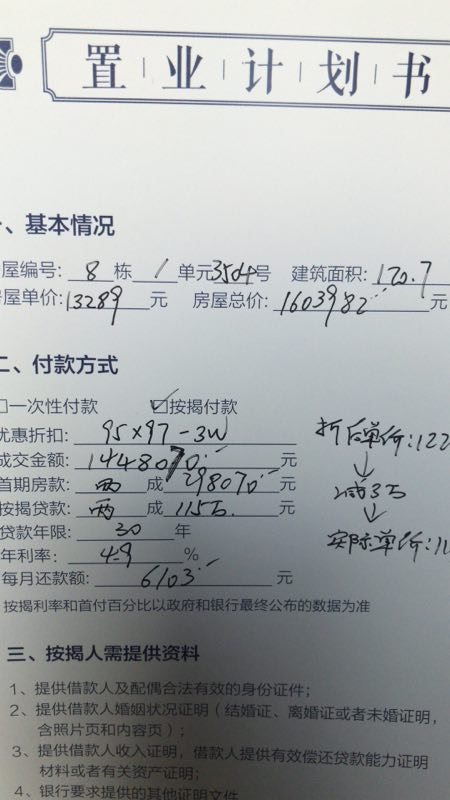 置业计划书
一、基本情况
屋编号: 8 栋 1 单元3504号 建筑面积: 120.7
房屋单价: 13289 元 房屋总价: 1603982 元
二、付款方式
□一次性付款 ☑按揭付款
优惠折扣: 95×97-3W 折后单价:122
成交金额: 1448070 元
首期房款: 两 成 298070 元 减3万
按揭贷款: 两 成 115万 元
贷款年限: 30 年 实际单价:11
年利率: 4.9 %
每月还款额: 6103 元
按揭利率和首付百分比以政府和银行最终公布的数据为准
三、按揭人需提供资料
1、提供借款人及配偶合法有效的身份证件;
2、提供借款人婚姻状况证明(结婚证、离婚证或者未婚证明,
含照片页和内容页);
3、提供借款人收入证明,借款人提供有效偿还贷款能力证明
材料或者有关资产证明;
4、银行要求提供的其他证明文件